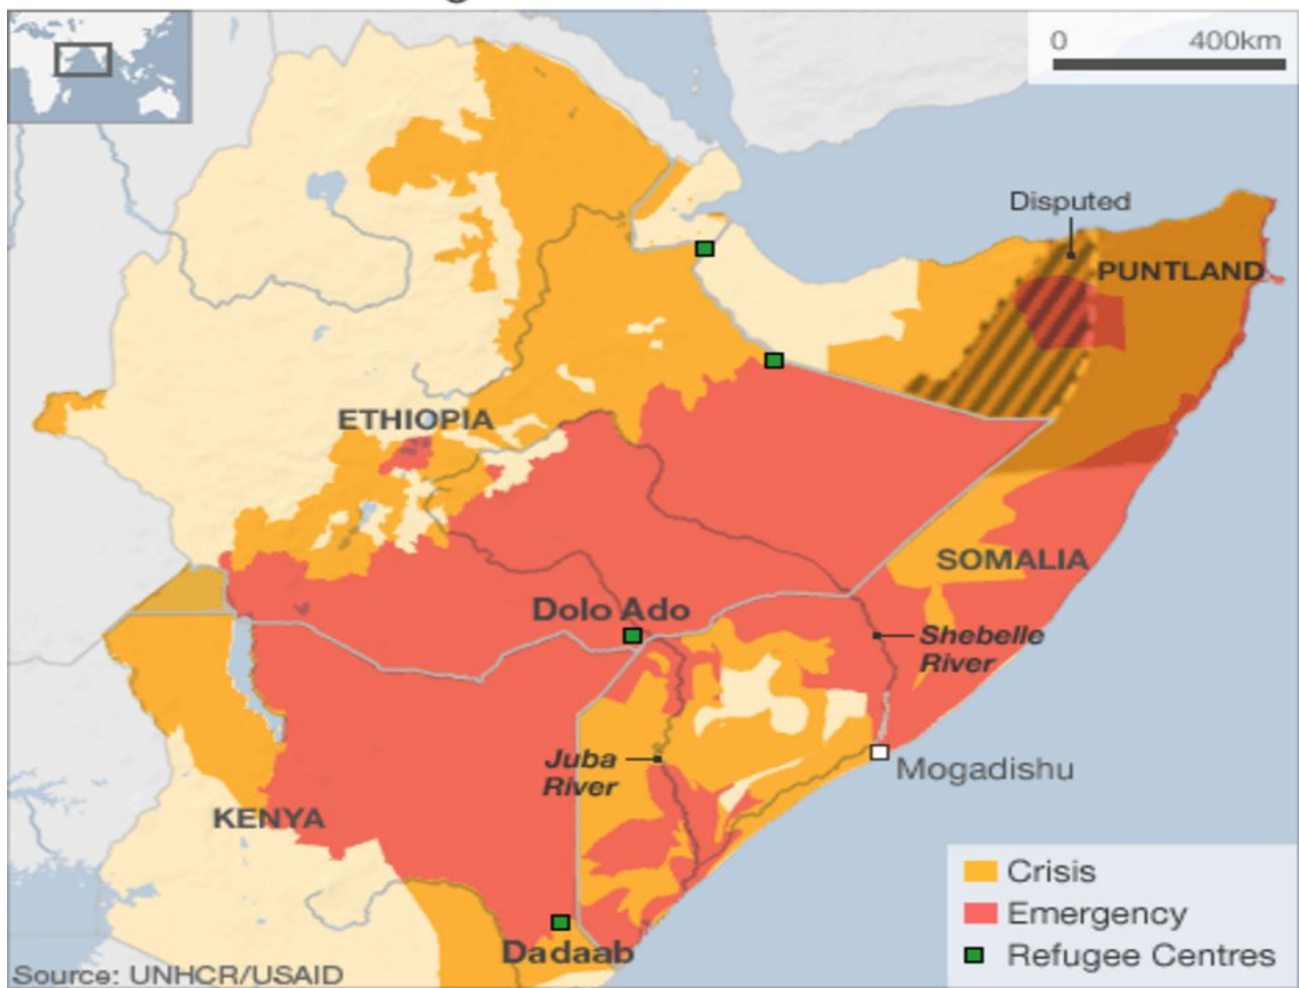 0 400km
Disputed
PUNTLAND
ETHIOPIA
SOMALIA
Dolo Ado
Shebelle
River
Juba
River
Mogadishu
KENYA
Crisis
Emergency
Dadaab
Refugee Centres
Source: UNHCR/USAID